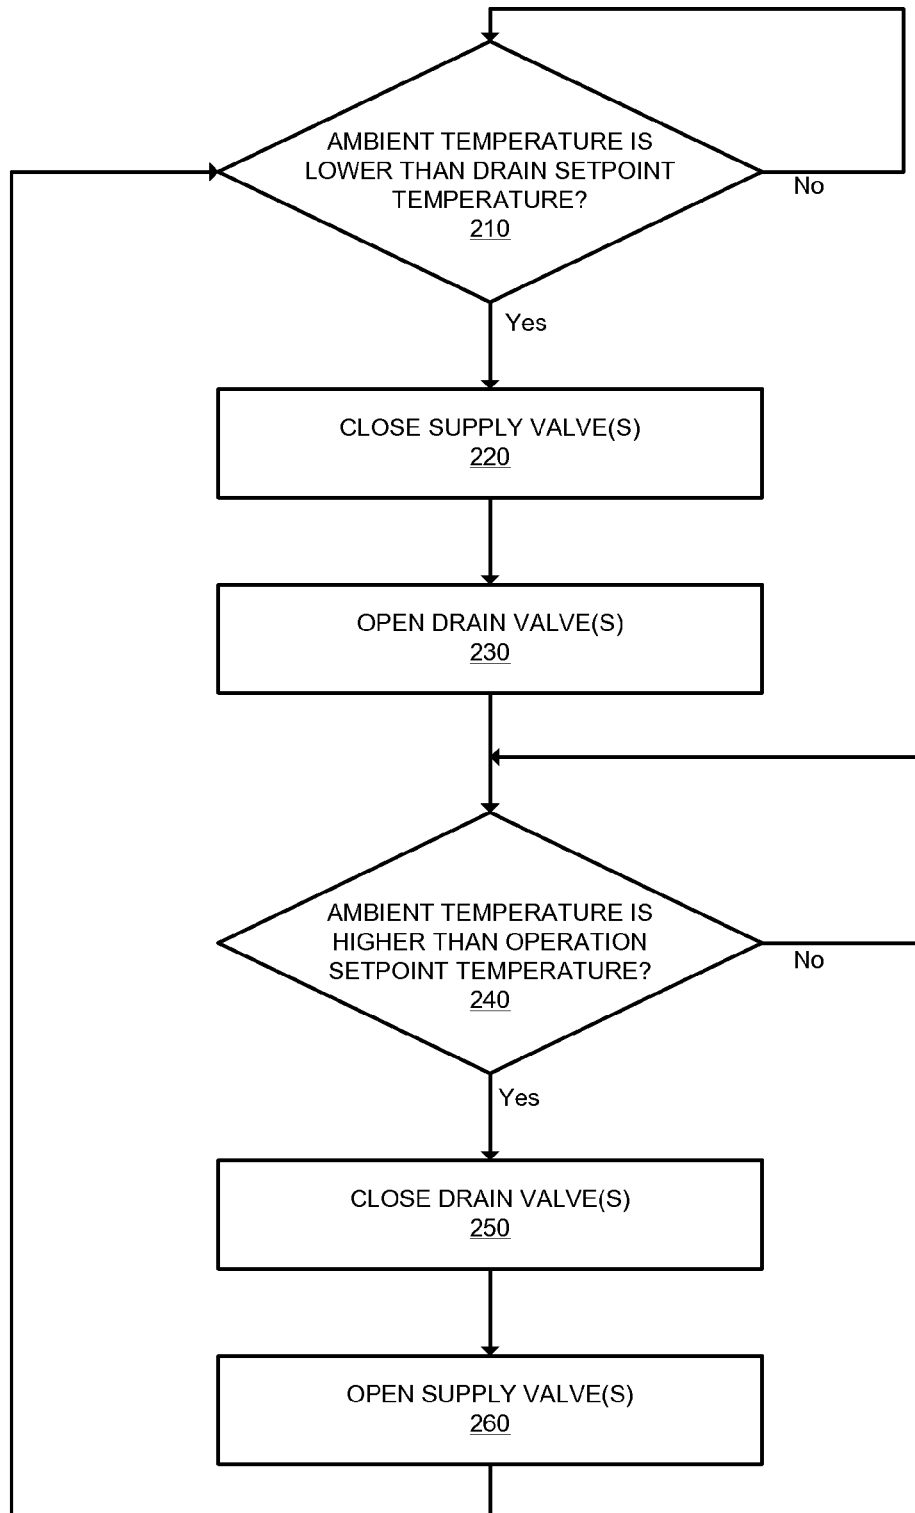 AMBIENT TEMPERATURE IS
LOWER THAN DRAIN SETPOINT
TEMPERATURE?
210
No
Yes
CLOSE SUPPLY VALVE(S)
220
OPEN DRAIN VALVE(S)
230
AMBIENT TEMPERATURE IS
HIGHER THAN OPERATION
SETPOINT TEMPERATURE?
240
No
Yes
CLOSE DRAIN VALVE(S)
250
OPEN SUPPLY VALVE(S)
260